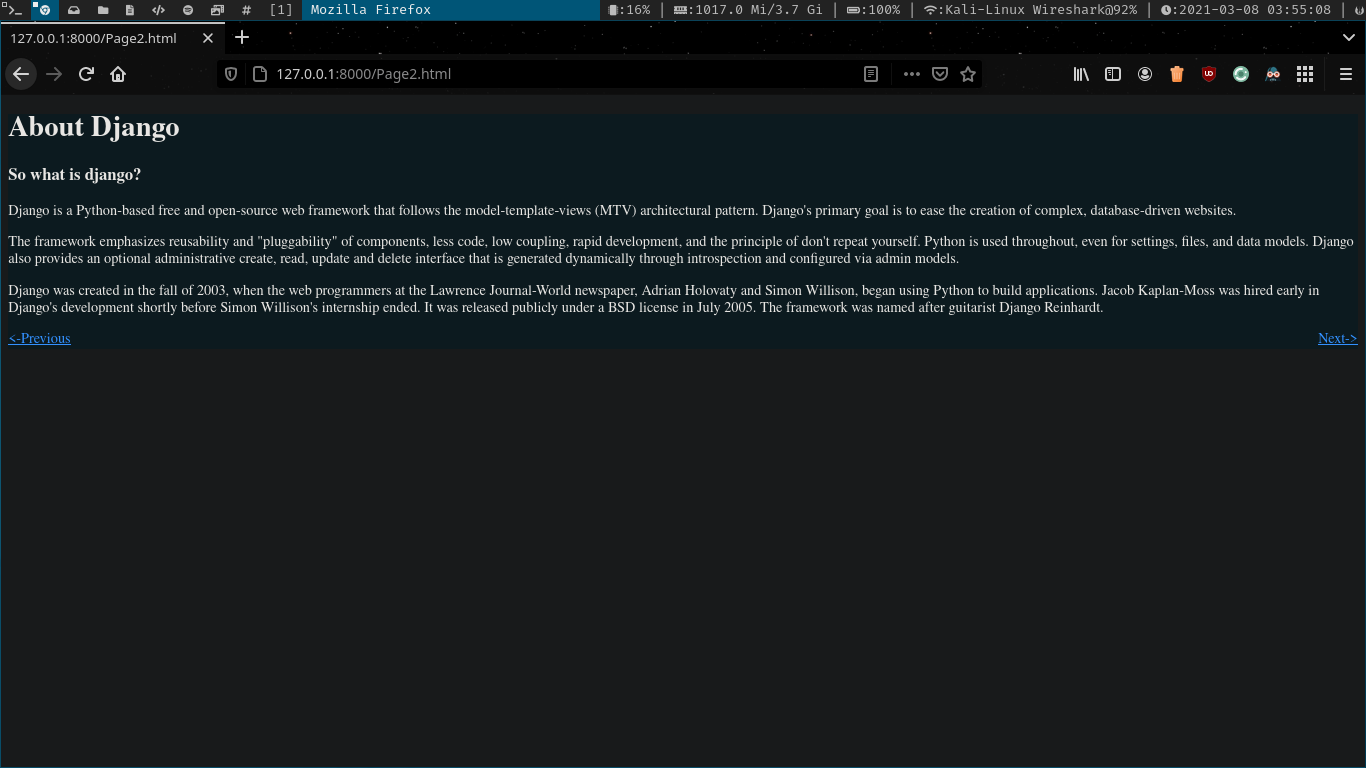 [1] Mozilla Firefox :16% | :1017.0 Mi/3.7 Gi | :100% | :Kali-Linux Wireshark@92% | :2021-03-08 03:55:08 |
127.0.0.1:8000/Page2.html
127.0.0.1:8000/Page2.html
About Django
So what is django?
Django is a Python-based free and open-source web framework that follows the model-template-views (MTV) architectural pattern. Django's primary goal is to ease the creation of complex, database-driven websites.
The framework emphasizes reusability and "pluggability" of components, less code, low coupling, rapid development, and the principle of don't repeat yourself. Python is used throughout, even for settings, files, and data models. Django
also provides an optional administrative create, read, update and delete interface that is generated dynamically through introspection and configured via admin models.
Django was created in the fall of 2003, when the web programmers at the Lawrence Journal-World newspaper, Adrian Holovaty and Simon Willison, began using Python to build applications. Jacob Kaplan-Moss was hired early in
Django's development shortly before Simon Willison's internship ended. It was released publicly under a BSD license in July 2005. The framework was named after guitarist Django Reinhardt.
<-Previous Next->